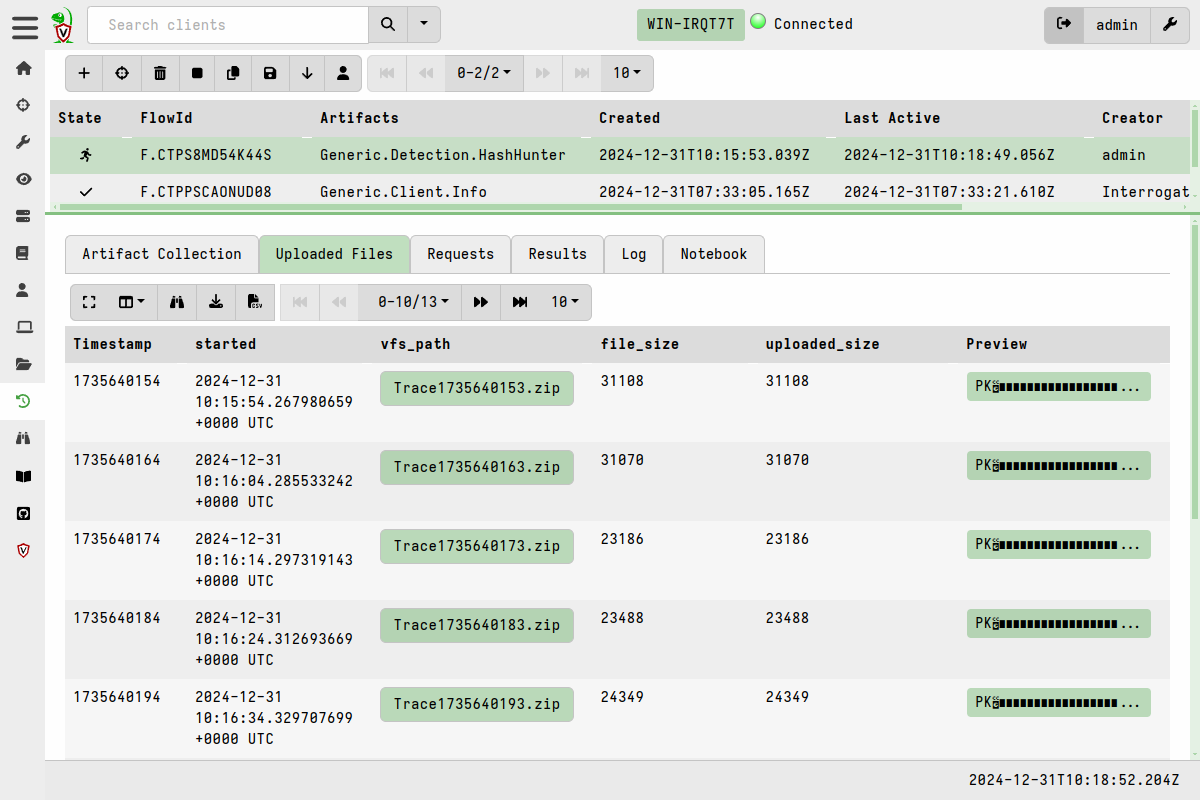 Search clients
WIN-IRQT7T Connected
admin
0-2/2 10
State FlowId Artifacts Created Last Active Creator
F.CTPS8MD54K44S Generic.Detection.HashHunter 2024-12-31T10:15:53.039Z 2024-12-31T10:18:49.056Z admin
F.CTPPSCAONUD08 Generic.Client.Info 2024-12-31T07:33:05.165Z 2024-12-31T07:33:21.610Z Interrogat
Artifact Collection Uploaded Files Requests Results Log Notebook
CSV 0-10/13 10
Timestamp started vfs_path file_size uploaded_size Preview
1735640154 2024-12-31 Trace1735640153.zip 31108 31108 PK...
10:15:54.267980659
+0000 UTC
1735640164 2024-12-31 Trace1735640163.zip 31070 31070 PK...
10:16:04.285533242
+0000 UTC
1735640174 2024-12-31 Trace1735640173.zip 23186 23186 PK...
10:16:14.297319143
+0000 UTC
1735640184 2024-12-31 Trace1735640183.zip 23488 23488 PK...
10:16:24.312693669
+0000 UTC
1735640194 2024-12-31 Trace1735640193.zip 24349 24349 PK...
10:16:34.329707699
+0000 UTC
2024-12-31T10:18:52.204Z